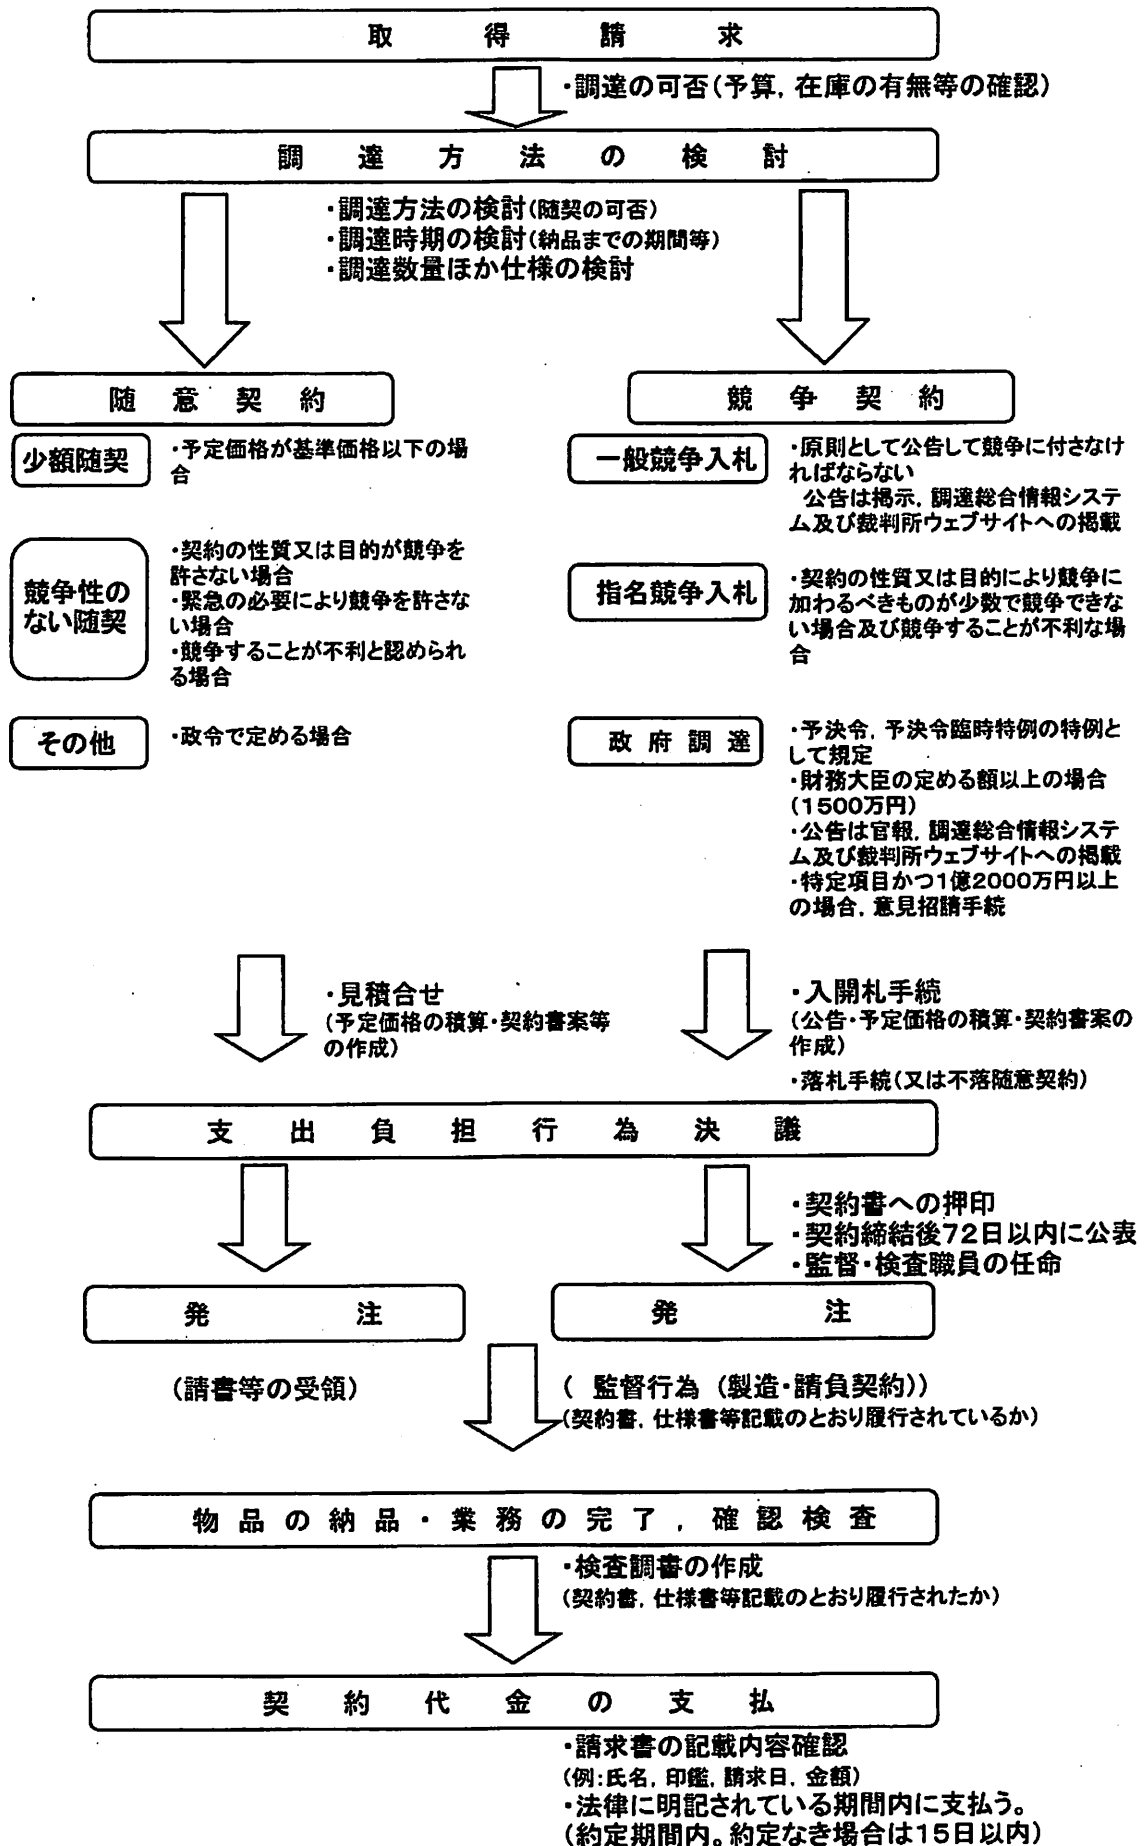 取得請求
・調達の可否(予算, 在庫の有無等の確認)
調達方法の検討
・調達方法の検討(随契の可否)
・調達時期の検討(納品までの期間等)
・調達数量ほか仕様の検討
随意契約
少額随契
・予定価格が基準価格以下の場
合
競争性の
ない随契
・契約の性質又は目的が競争を
許さない場合
・緊急の必要により競争を許さな
い場合
・競争することが不利と認められ
る場合
その他
・政令で定める場合
競争契約
一般競争入札
・原則として公告して競争に付さなけ
ればならない
公告は掲示, 調達総合情報システ
ム及び裁判所ウェブサイトへの掲載
指名競争入札
・契約の性質又は目的により競争に
加わるべきものが少数で競争できな
い場合及び競争することが不利な場
合
政府調達
・予決令, 予決令臨時特例の特例と
して規定
・財務大臣の定める額以上の場合
(1500万円)
・公告は官報, 調達総合情報システ
ム及び裁判所ウェブサイトへの掲載
・特定項目かつ1億2000万円以上
の場合, 意見招請手続
・見積合せ
(予定価格の積算・契約書案等
の作成)
・入開札手続
(公告・予定価格の積算・契約書案の
作成)
・落札手続(又は不落随意契約)
支出負担行為決議
・契約書への押印
・契約締結後72日以内に公表
・監督・検査職員の任命
発注
発注
(請書等の受領)
( 監督行為 (製造・請負契約))
(契約書, 仕様書等記載のとおり履行されているか)
物品の納品・業務の完了, 確認検査
・検査調書の作成
(契約書, 仕様書等記載のとおり履行されたか)
契約代金の支払
・請求書の記載内容確認
(例:氏名, 印鑑, 請求日, 金額)
・法律に明記されている期間内に支払う。
(約定期間内。約定なき場合は15日以内)